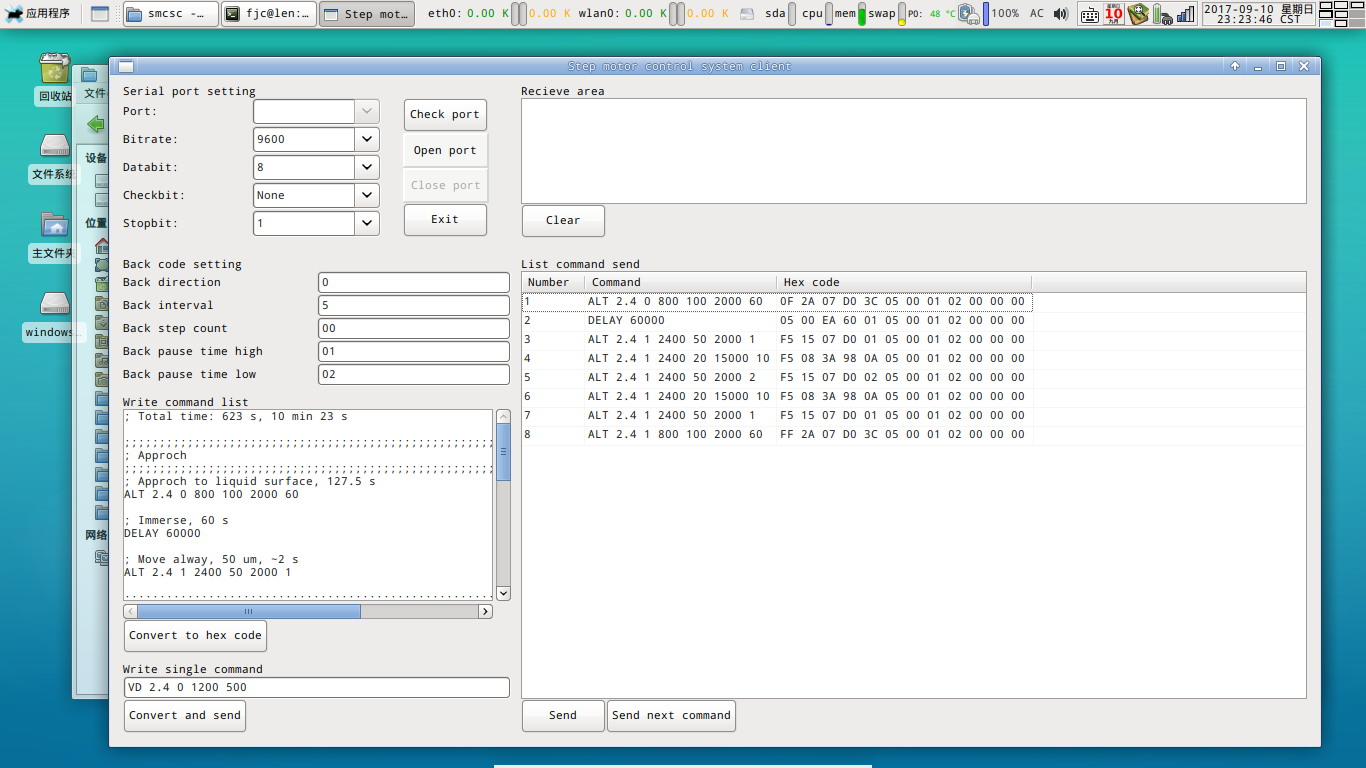 应用程序 smcsc -... fjc@len:... Step mot... eth0: 0.00 K 0.00 K wlan0: 0.00 K 0.00 K sda cpu mem swap P0: 48 °C 100% AC 10 2017-09-10 星期日
23:23:46 CST
回收站
文件系统
主文件夹
windows...
文件
设备
位置
网络
Step motor control system client
Serial port setting
Port:
Bitrate: 9600
Databit: 8
Checkbit: None
Stopbit: 1
Check port
Open port
Close port
Exit
Back code setting
Back direction 0
Back interval 5
Back step count 00
Back pause time high 01
Back pause time low 02
Write command list
; Total time: 623 s, 10 min 23 s
;;;;;;;;;;;;;;;;;;;;;;;;;;;;;;;;;;;;;;;;;;;;;;;;;;;;;
; Approch
;;;;;;;;;;;;;;;;;;;;;;;;;;;;;;;;;;;;;;;;;;;;;;;;;;;;;
; Approch to liquid surface, 127.5 s
ALT 2.4 0 800 100 2000 60
; Immerse, 60 s
DELAY 60000
; Move alway, 50 um, ~2 s
ALT 2.4 1 2400 50 2000 1
Convert to hex code
Write single command
VD 2.4 0 1200 500
Convert and send
Recieve area
Clear
List command send
Number Command Hex code
1 ALT 2.4 0 800 100 2000 60 0F 2A 07 D0 3C 05 00 01 02 00 00 00
2 DELAY 60000 05 00 EA 60 01 05 00 01 02 00 00 00
3 ALT 2.4 1 2400 50 2000 1 F5 15 07 D0 01 05 00 01 02 00 00 00
4 ALT 2.4 1 2400 20 15000 10 F5 08 3A 98 0A 05 00 01 02 00 00 00
5 ALT 2.4 1 2400 50 2000 2 F5 15 07 D0 02 05 00 01 02 00 00 00
6 ALT 2.4 1 2400 20 15000 10 F5 08 3A 98 0A 05 00 01 02 00 00 00
7 ALT 2.4 1 2400 50 2000 1 F5 15 07 D0 01 05 00 01 02 00 00 00
8 ALT 2.4 1 800 100 2000 60 FF 2A 07 D0 3C 05 00 01 02 00 00 00
Send
Send next command